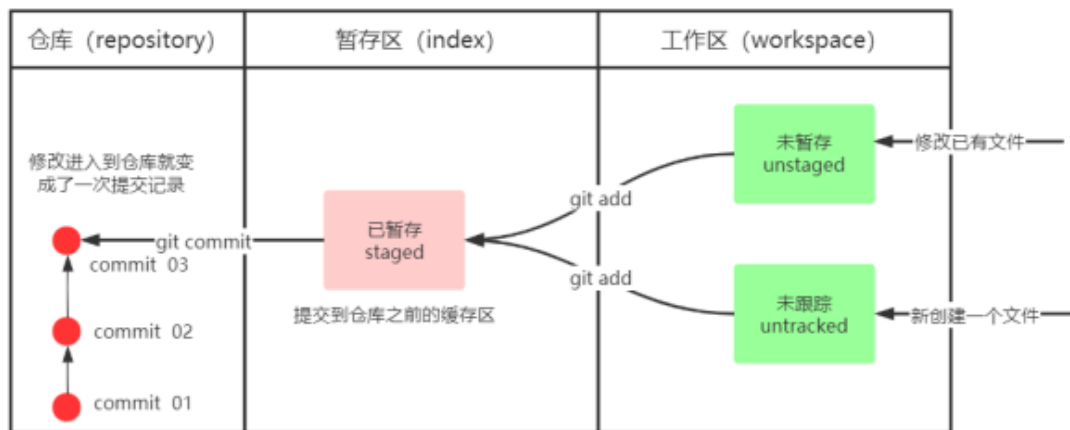 仓库（repository）
暂存区（index）
工作区（workspace）
修改进入到仓库就变
成了一次提交记录
git commit
commit 03
commit 02
commit 01
已暂存
staged
提交到仓库之前的缓存区
git add
git add
未暂存
unstaged
修改已有文件
未跟踪
untracked
新创建一个文件